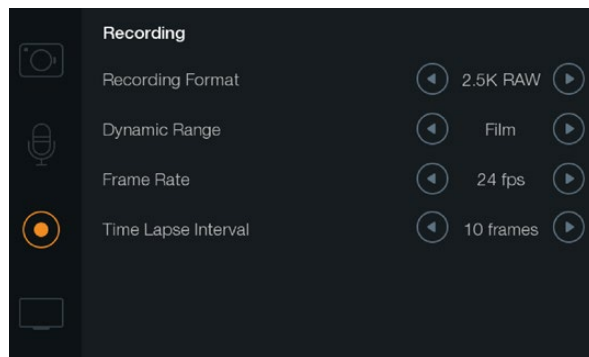 Recording
Recording Format 2.5K RAW
Dynamic Range Film
Frame Rate 24 fps
Time Lapse Interval 10 frames